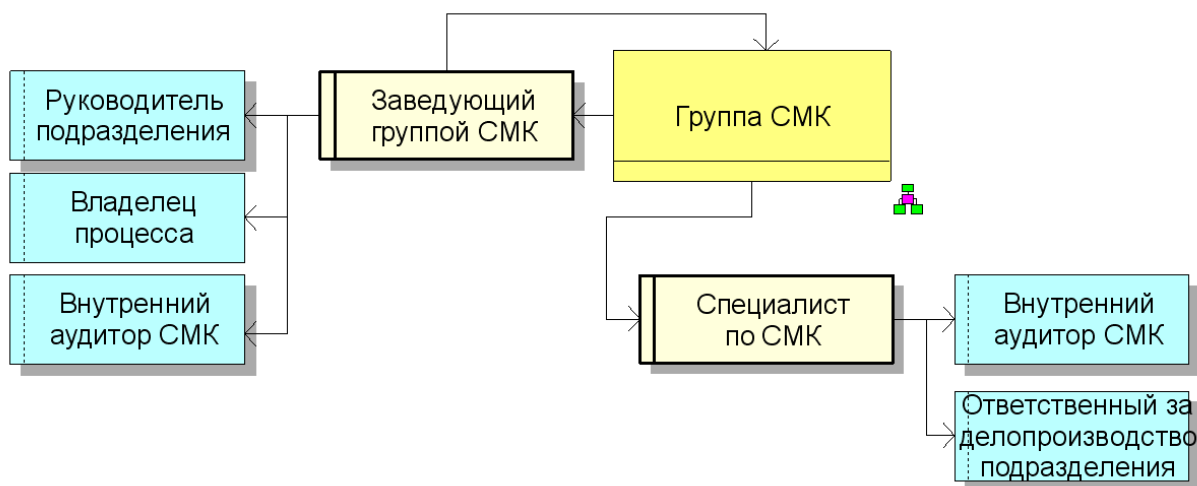 Руководитель
подразделения
Заведующий
группой СМК
Группа СМК
Владелец
процесса
Внутренний
аудитор СМК
Специалист
по СМК
Внутренний
аудитор СМК
Ответственный за
делопроизводство
подразделения